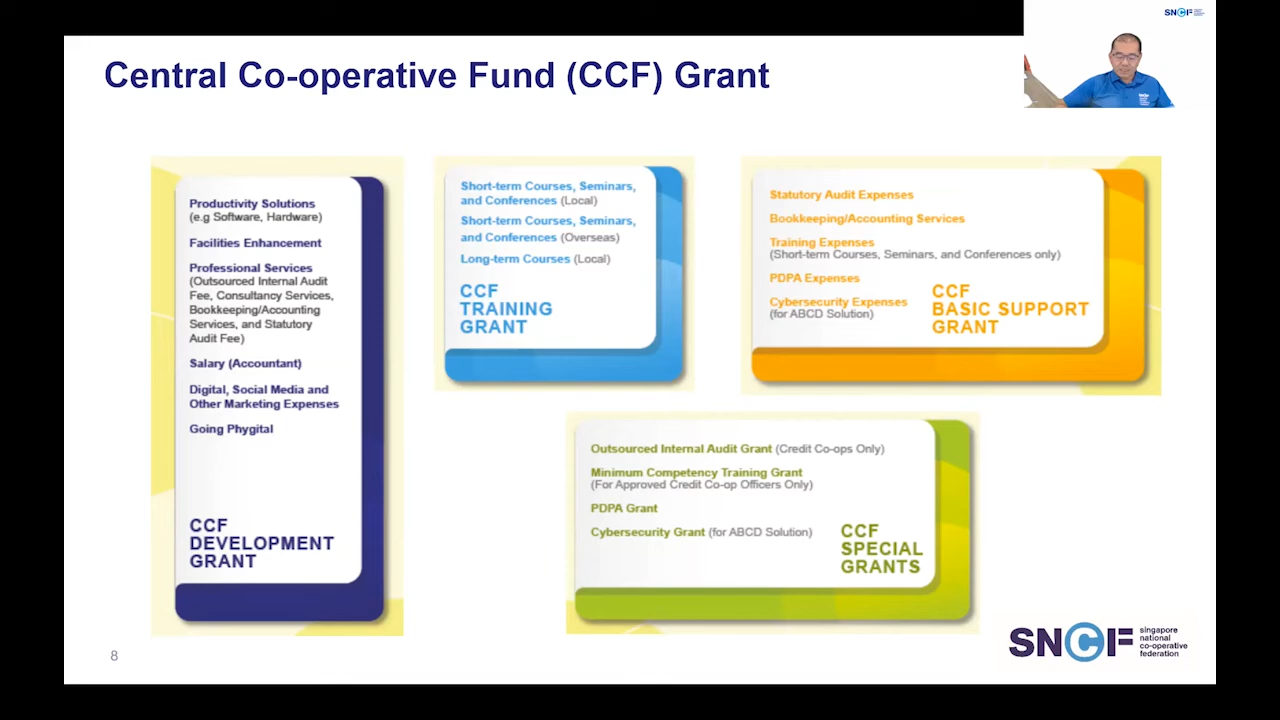 SNCF
Central Co-operative Fund (CCF) Grant
Productivity Solutions
(e.g Software, Hardware)
Facilities Enhancement
Professional Services
(Outsourced Internal Audit
Fee, Consultancy Services,
Bookkeeping/Accounting
Services, and Statutory
Audit Fee)
Salary (Accountant)
Digital, Social Media and
Other Marketing Expenses
Going Phygital
CCF
DEVELOPMENT
GRANT
Short-term Courses, Seminars,
and Conferences (Local)
Short-term Courses, Seminars,
and Conferences (Overseas)
Long-term Courses (Local)
CCF
TRAINING
GRANT
Statutory Audit Expenses
Bookkeeping/Accounting Services
Training Expenses
(Short-term Courses, Seminars, and Conferences only)
PDPA Expenses
Cybersecurity Expenses
(for ABCD Solution)
CCF
BASIC SUPPORT
GRANT
Outsourced Internal Audit Grant (Credit Co-ops Only)
Minimum Competency Training Grant
(For Approved Credit Co-op Officers Only)
PDPA Grant
Cybersecurity Grant (for ABCD Solution)
CCF
SPECIAL
GRANTS
8
SNCF
singapore
national
co-operative
federation